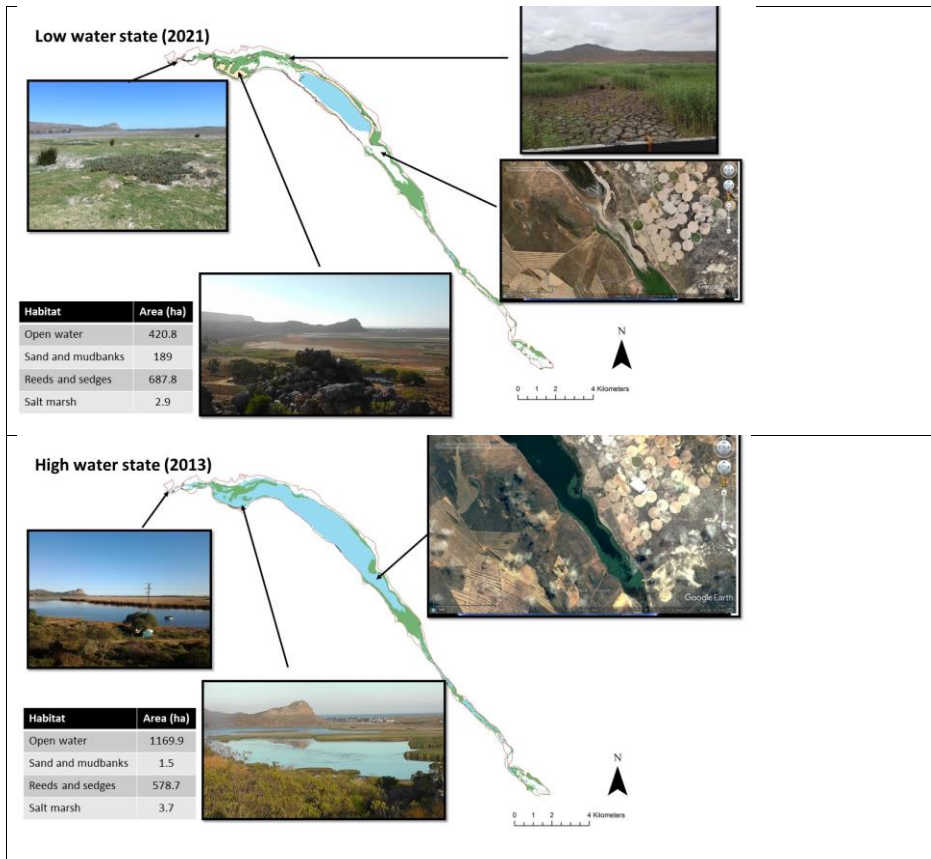 Low water state (2021)
Google Earth
Habitat Area (ha)
Open water 420.8
Sand and mudbanks 189
Reeds and sedges 687.8
Salt marsh 2.9
N
0 1 2 4 Kilometers
High water state (2013)
Google Earth
Habitat Area (ha)
Open water 1169.9
Sand and mudbanks 1.5
Reeds and sedges 578.7
Salt marsh 3.7
N
0 1 2 4 Kilometers